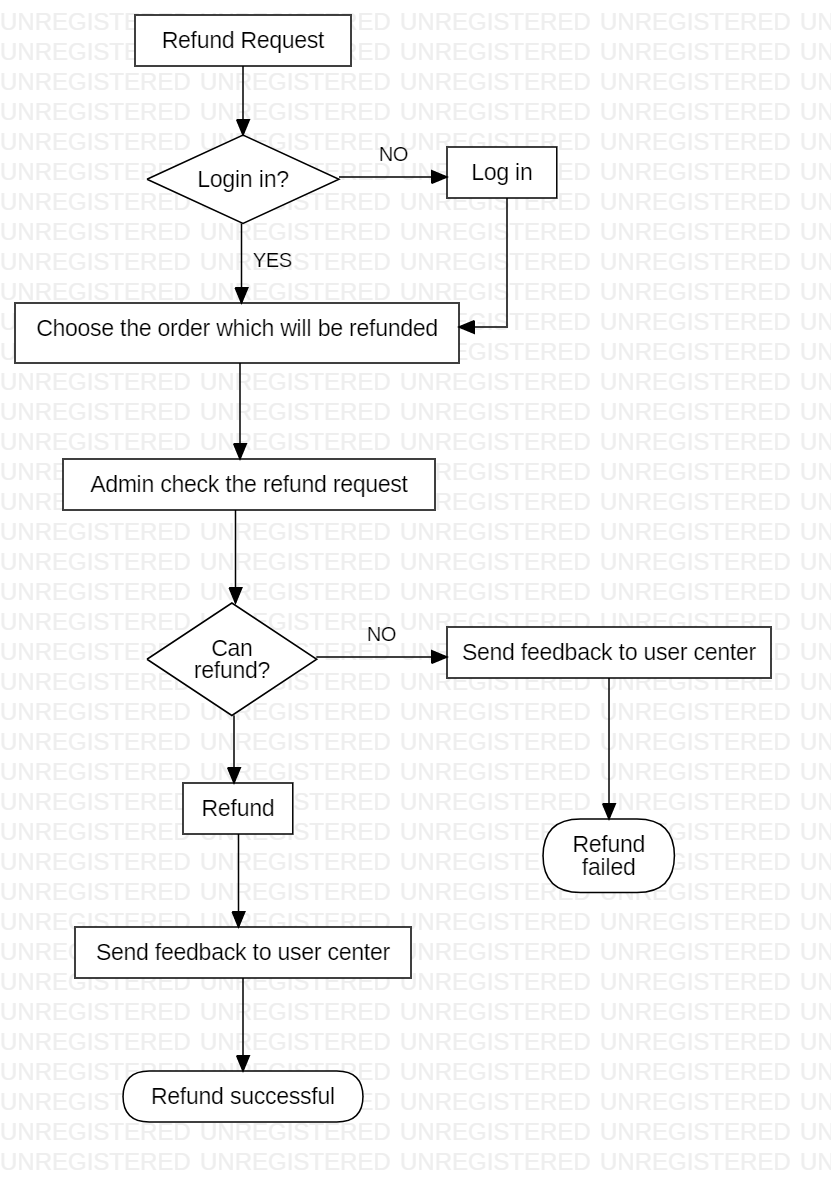 Refund Request
Login in?
NO
Log in
YES
Choose the order which will be refunded
Admin check the refund request
Can
refund?
NO
Send feedback to user center
Refund
Refund
failed
Send feedback to user center
Refund successful
UNREGISTERED